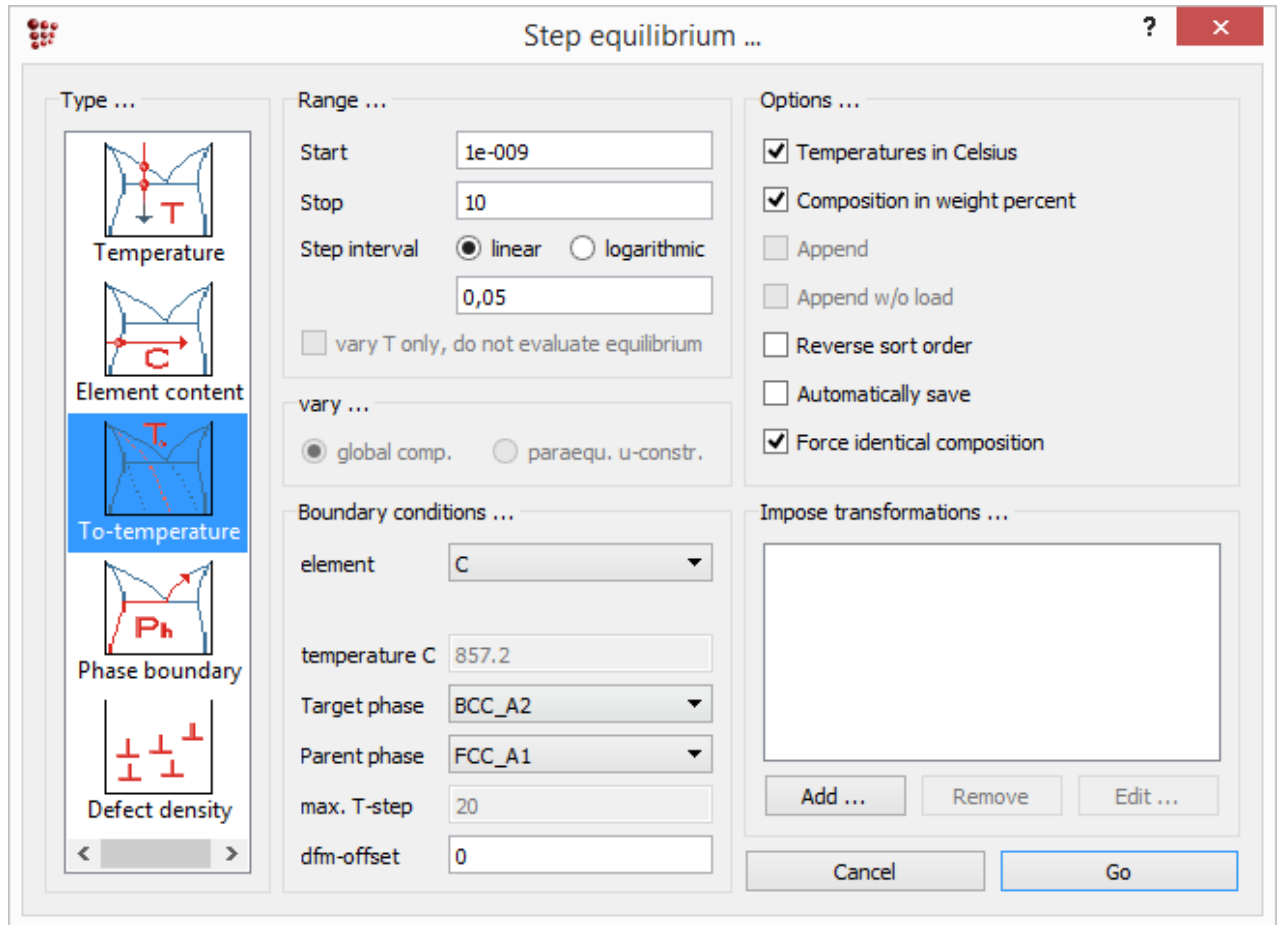 Step equilibrium ...
?
×
Type ...
T
Temperature
C
Element content
T
To-temperature
Ph
Phase boundary
Defect density
Range ...
Start 1e-009
Stop 10
Step interval linear logarithmic
0,05
vary T only, do not evaluate equilibrium
vary ...
global comp. paraequ. u-constr.
Boundary conditions ...
element C
temperature C 857.2
Target phase BCC_A2
Parent phase FCC_A1
max. T-step 20
dfm-offset 0
Options ...
Temperatures in Celsius
Composition in weight percent
Append
Append w/o load
Reverse sort order
Automatically save
Force identical composition
Impose transformations ...
Add ... Remove Edit ...
Cancel Go